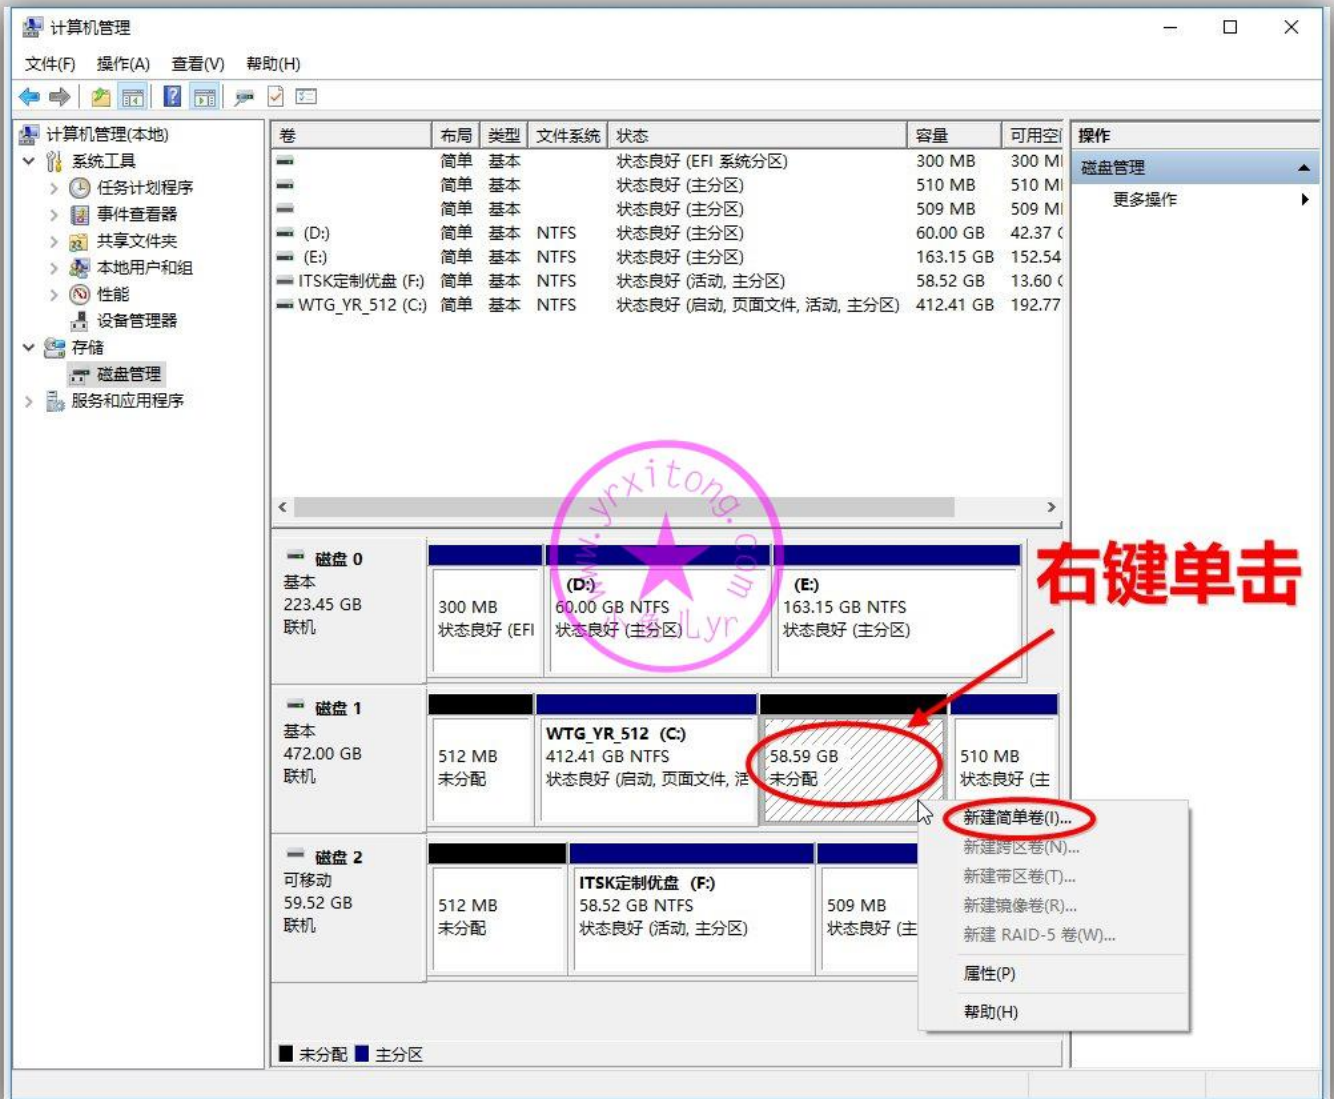 计算机管理
文件(F) 操作(A) 查看(V) 帮助(H)
计算机管理(本地)
系统工具
任务计划程序
事件查看器
共享文件夹
本地用户和组
性能
设备管理器
存储
磁盘管理
服务和应用程序
卷 布局 类型 文件系统 状态 容量 可用空间
简单 基本 状态良好 (EFI 系统分区) 300 MB 300 M
简单 基本 状态良好 (主分区) 510 MB 510 M
简单 基本 状态良好 (主分区) 509 MB 509 M
(D:) 简单 基本 NTFS 状态良好 (主分区) 60.00 GB 42.37
(E:) 简单 基本 NTFS 状态良好 (主分区) 163.15 GB 152.54
ITSK定制优盘 (F:) 简单 基本 NTFS 状态良好 (活动, 主分区) 58.52 GB 13.60
WTG_YR_512 (C:) 简单 基本 NTFS 状态良好 (启动, 页面文件, 活动, 主分区) 412.41 GB 192.77
操作
磁盘管理
更多操作
www.yrxitong.com
小鱼儿yr
右键单击
磁盘 0
基本
223.45 GB
联机
300 MB
状态良好 (EFI
(D:)
60.00 GB NTFS
状态良好 (主分区)
(E:)
163.15 GB NTFS
状态良好 (主分区)
磁盘 1
基本
472.00 GB
联机
512 MB
未分配
WTG_YR_512 (C:)
412.41 GB NTFS
状态良好 (启动, 页面文件, 活
58.59 GB
未分配
510 MB
状态良好 (主
磁盘 2
可移动
59.52 GB
联机
512 MB
未分配
ITSK定制优盘 (F:)
58.52 GB NTFS
状态良好 (活动, 主分区)
509 MB
状态良好 (主
新建简单卷(I)...
新建跨区卷(N)...
新建带区卷(T)...
新建镜像卷(R)...
新建 RAID-5 卷(W)...
属性(P)
帮助(H)
未分配 主分区